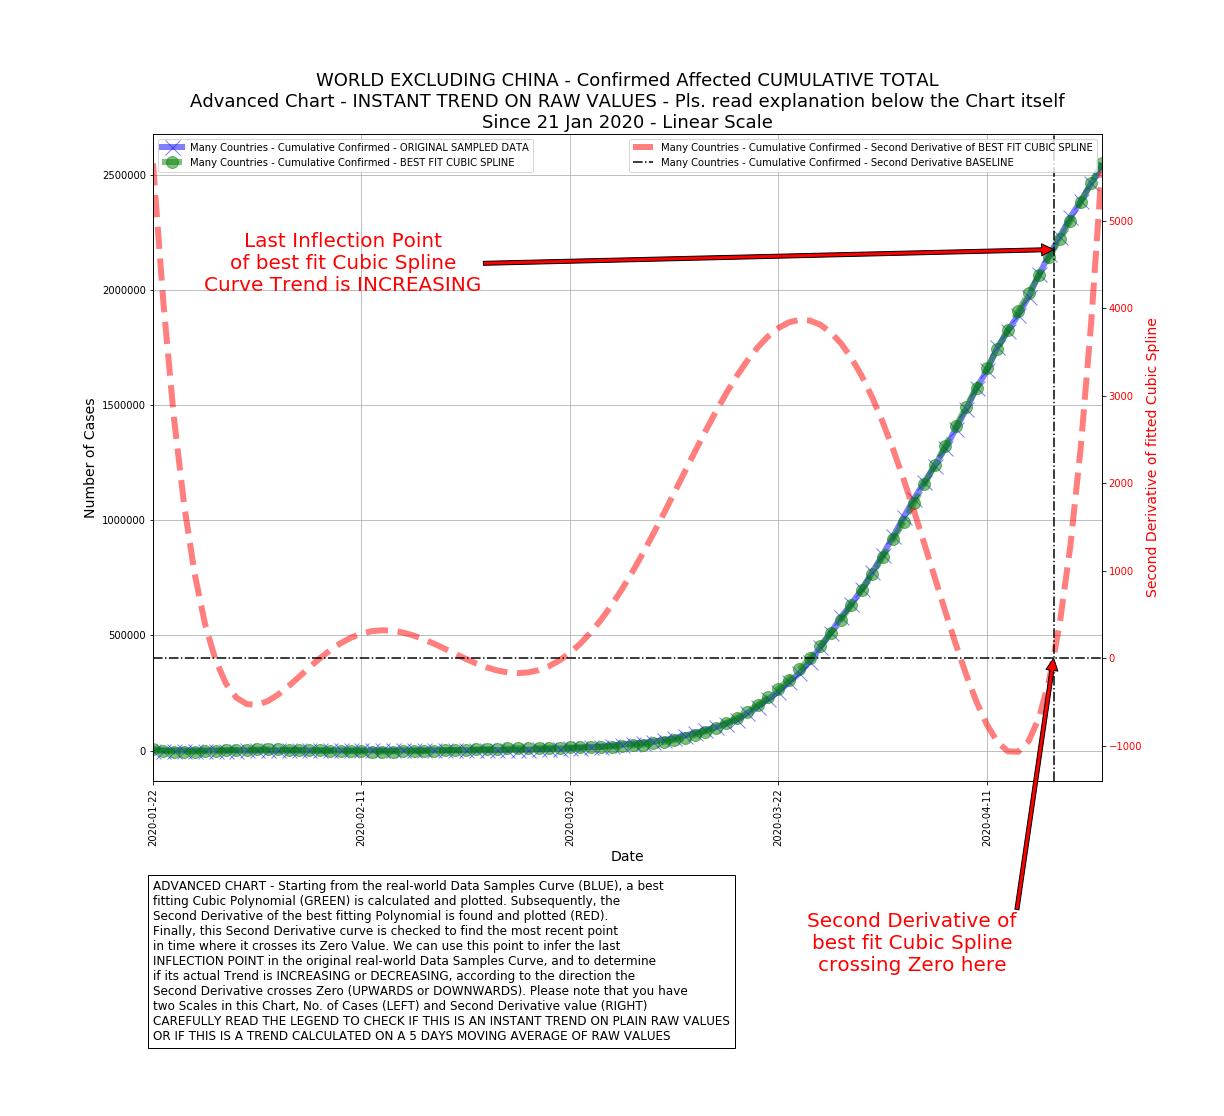 WORLD EXCLUDING CHINA - Confirmed Affected CUMULATIVE TOTAL
Advanced Chart - INSTANT TREND ON RAW VALUES - Pls. read explanation below the Chart itself
Since 21 Jan 2020 - Linear Scale
Many Countries - Cumulative Confirmed - ORIGINAL SAMPLED DATA
Many Countries - Cumulative Confirmed - BEST FIT CUBIC SPLINE
Many Countries - Cumulative Confirmed - Second Derivative of BEST FIT CUBIC SPLINE
Many Countries - Cumulative Confirmed - Second Derivative BASELINE
Last Inflection Point
of best fit Cubic Spline
Curve Trend is INCREASING
Number of Cases
2500000
2000000
1500000
1000000
500000
0
5000
4000
3000
2000
1000
0
−1000
Second Derivative of fitted Cubic Spline
2020-01-22
2020-02-11
2020-03-02
2020-03-22
2020-04-11
Date
ADVANCED CHART - Starting from the real-world Data Samples Curve (BLUE), a best
fitting Cubic Polynomial (GREEN) is calculated and plotted. Subsequently, the
Second Derivative of the best fitting Polynomial is found and plotted (RED).
Finally, this Second Derivative curve is checked to find the most recent point
in time where it crosses its Zero Value. We can use this point to infer the last
INFLECTION POINT in the original real-world Data Samples Curve, and to determine
if its actual Trend is INCREASING or DECREASING, according to the direction the
Second Derivative crosses Zero (UPWARDS or DOWNWARDS). Please note that you have
two Scales in this Chart, No. of Cases (LEFT) and Second Derivative value (RIGHT)
CAREFULLY READ THE LEGEND TO CHECK IF THIS IS AN INSTANT TREND ON PLAIN RAW VALUES
OR IF THIS IS A TREND CALCULATED ON A 5 DAYS MOVING AVERAGE OF RAW VALUES
Second Derivative of
best fit Cubic Spline
crossing Zero here